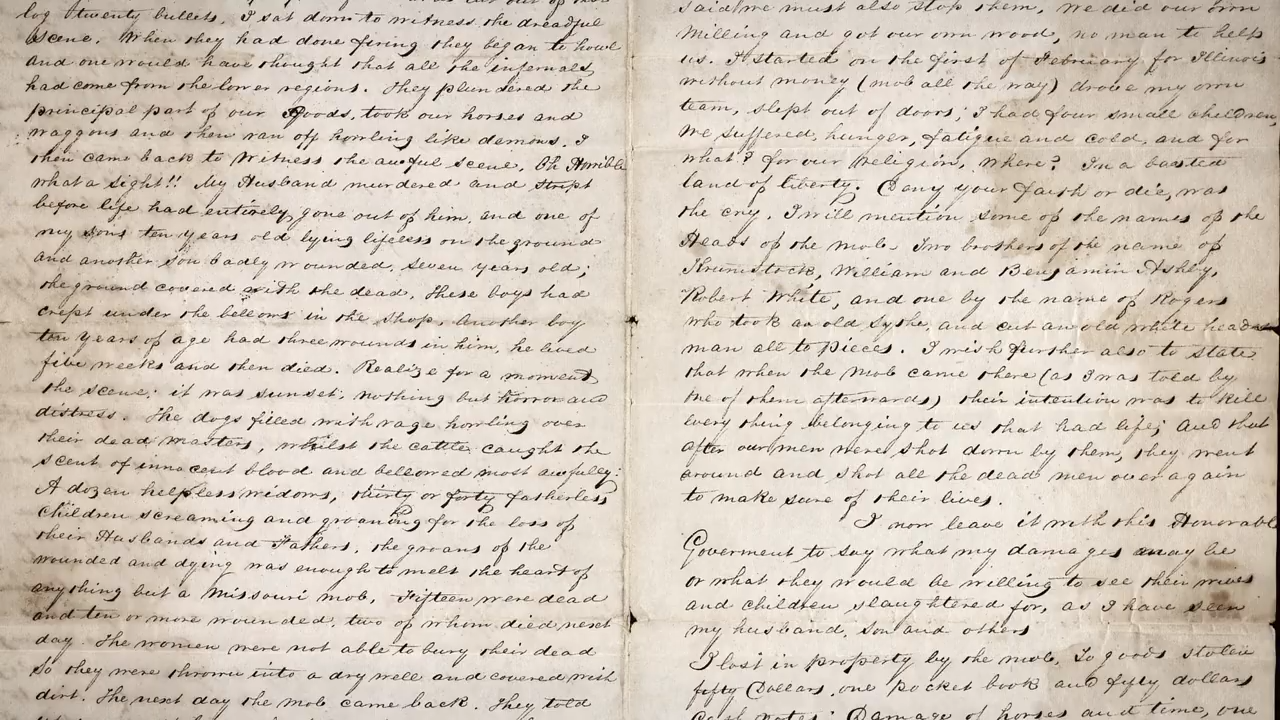 log twenty bullets. I sat down to witness the dreadful
scene. When they had done firing they began to howl
and one would have thought that all the infernals
had come from the lower regions. They plundered the
principal part of our Goods, took our horses and
waggons and then ran off howling like demons. I
then came back to witness the awful scene. Oh Horrible
what a sight!! My Husband murdered and stript
before life had entirely gone out of him, and one of
my sons ten years old lying lifeless on the ground
and another son badly wounded, seven years old;
the ground covered with the dead. These boys had
crept under the bellows in the shop. Another boy
ten years of age had three wounds in him, he lived
five weeks and then died. Realize for a moment
the scene; it was sunset; nothing but horror and
distress. The dogs filled with rage howling over
their dead masters, whilst the cattle caught the
scent of innocent blood and bellowed most awfully:
A dozen helpless widows, thirty or forty fatherless
children screaming and groaning for the loss of
their Husbands and Fathers, the groans of the
wounded and dying was enough to melt the heart of
anything but a Missouri mob. Fifteen were dead
and ten or more wounded, two of whom died next
day. The women were not able to bury their dead
so they were thrown into a dry well and covered with
dirt. The next day the mob came back. They told
said we must also stop them, we did our own
milling and got our own wood, no man to help
us. I started on the first of February for Illinois
without money (mob all the way) drove my own
team, slept out of doors; I had four small children,
we suffered, hunger, fatigue and cold, and for
what? for our religion, Where? In a boasted
land of liberty. Deny your faith or die, was
the cry. I will mention some of the names of the
Heads of the mob. Two brothers of the name of
Krumstock, William and Benjamin Ashey,
Robert White, and one by the name of Rogers
who took an old Sythe, and cut an old white headed
man all to pieces. I wish further also to state
that when the mob came there (as I was told by
one of them afterwards) their intention was to kill
every thing belonging to us that had life; and that
after our men were shot down by them, they went
around and shot all the dead men over again
to make sure of their lives.
I now leave it with this Honorable
Goverment to say what my damages may be
or what they would be willing to see their wives
and children slaughtered for, as I have seen
my husband, son and others
I lost in property by the mob, To goods stolen
fifty Dollars, one pocket book and fifty dollars
Cash notes; Damage of horses and time, one